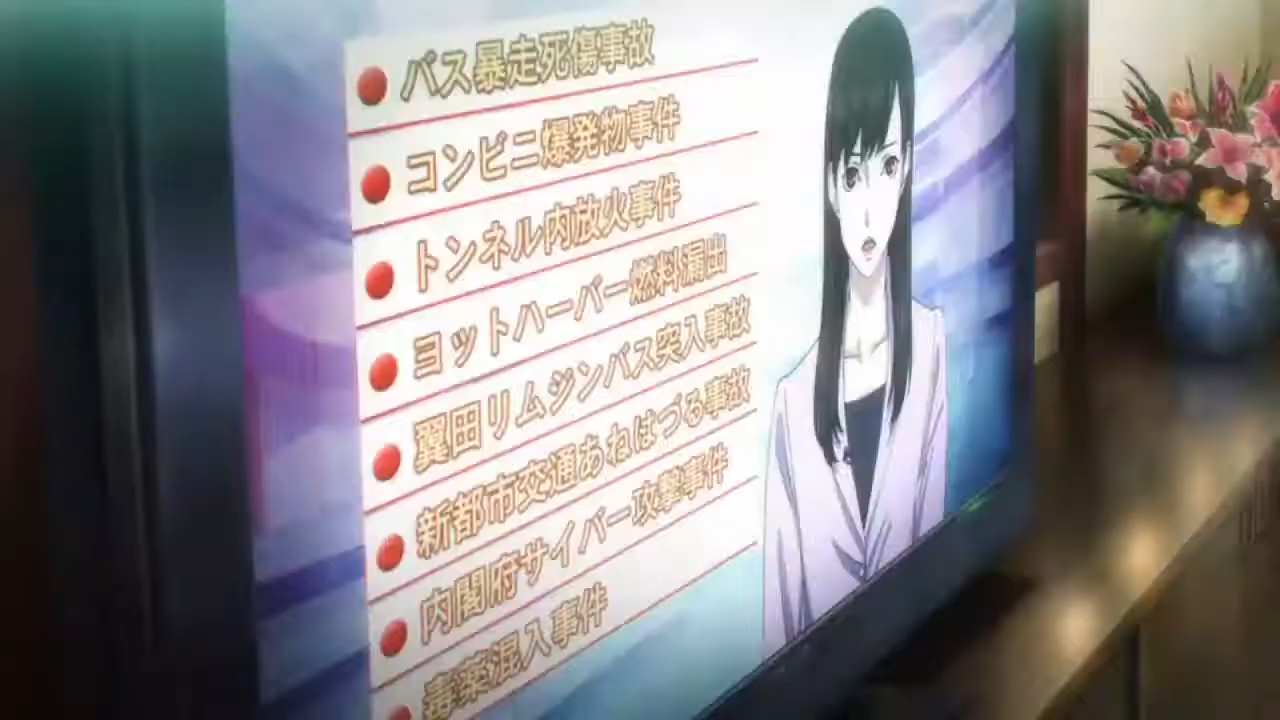 バス暴走死傷事故
コンビニ爆発物事件
トンネル内放火事件
ヨットハーバー燃料漏出
翼田リムジンバス突入事故
新都市交通あねはづる事故
内閣府サイバー攻撃事件
毒薬混入事件